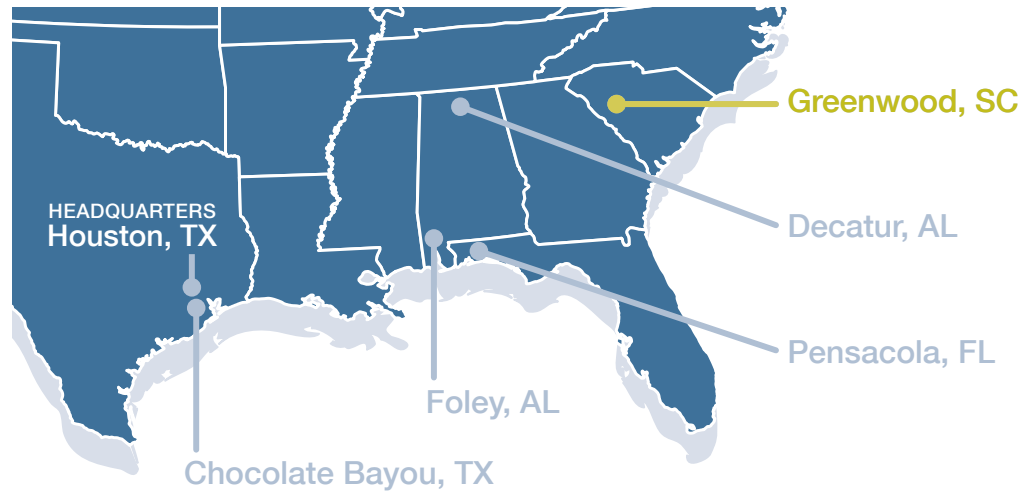 Greenwood, SC
HEADQUARTERS
Houston, TX
Decatur, AL
Pensacola, FL
Foley, AL
Chocolate Bayou, TX